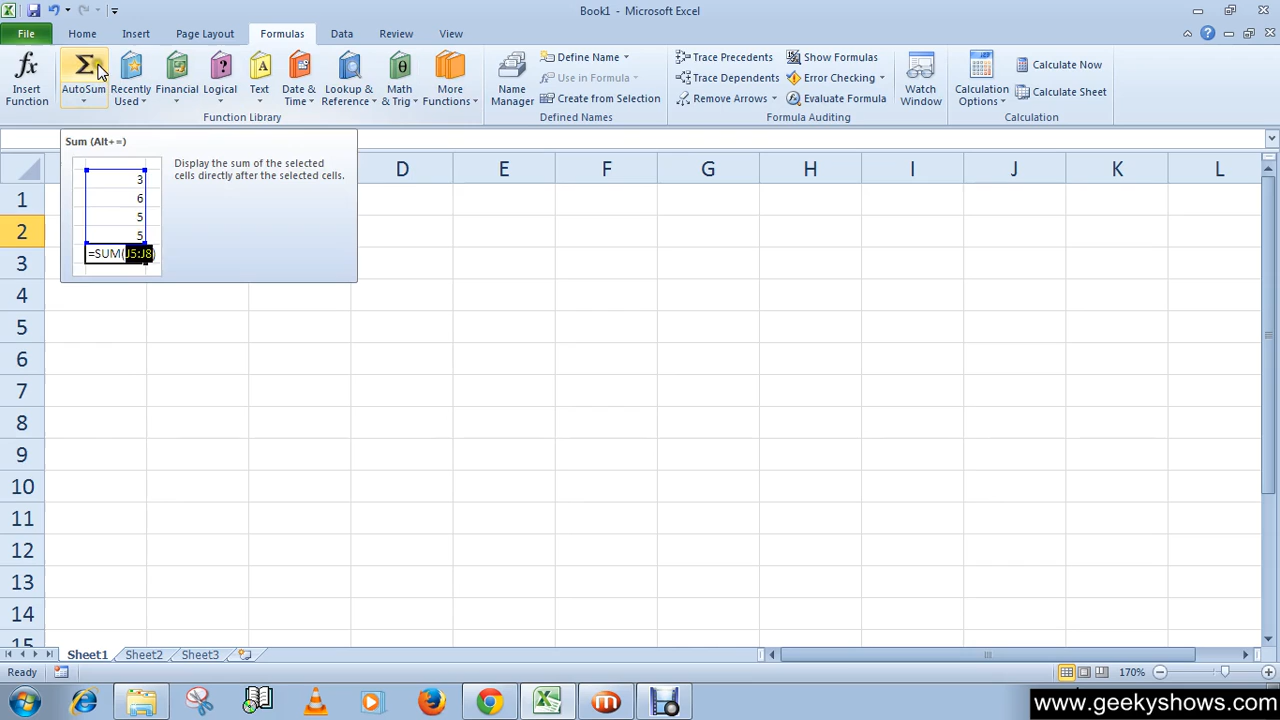 Book1 - Microsoft Excel
File Home Insert Page Layout Formulas Data Review View
fx Insert Function
Σ AutoSum
Recently Used
Financial
Logical
Text
Date & Time
Lookup & Reference
Math & Trig
More Functions
Function Library
Name Manager
Define Name
Use in Formula
Create from Selection
Defined Names
Trace Precedents
Trace Dependents
Remove Arrows
Show Formulas
Error Checking
Evaluate Formula
Formula Auditing
Watch Window
Calculation Options
Calculate Now
Calculate Sheet
Calculation
Sum (Alt+=)
Display the sum of the selected
cells directly after the selected cells.
3
6
5
5
=SUM(J5:J8)
D E F G H I J K L
1
2
3
4
5
6
7
8
9
10
11
12
13
14
15
Sheet1 Sheet2 Sheet3
Ready
170%
www.geekyshows.com